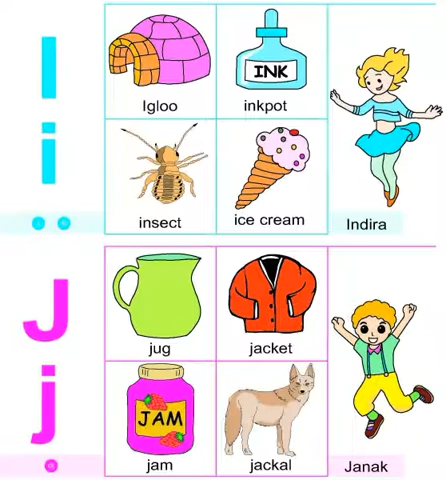 I
i
Igloo
INK
inkpot
insect
ice cream
Indira
J
j
jug
jacket
JAM
jam
jackal
Janak